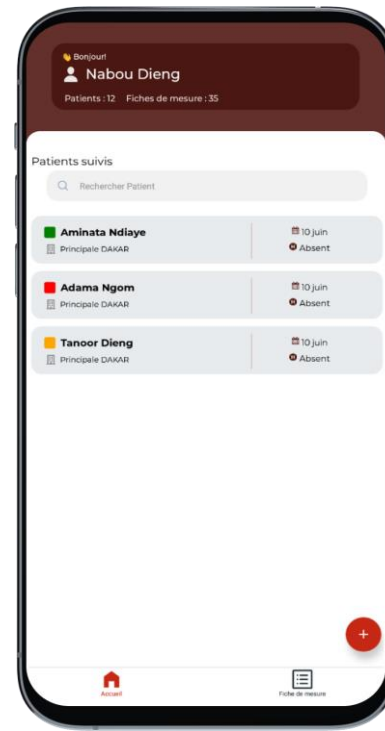 👋 Bonjour!
Nabou Dieng
Patients : 12 Fiches de mesure : 35
Patients suivis
Rechercher Patient
Aminata Ndiaye
Principale DAKAR
10 juin
Absent
Adama Ngom
Principale DAKAR
10 juin
Absent
Tanoor Dieng
Principale DAKAR
10 juin
Absent
+
Accueil
Fiche de mesure